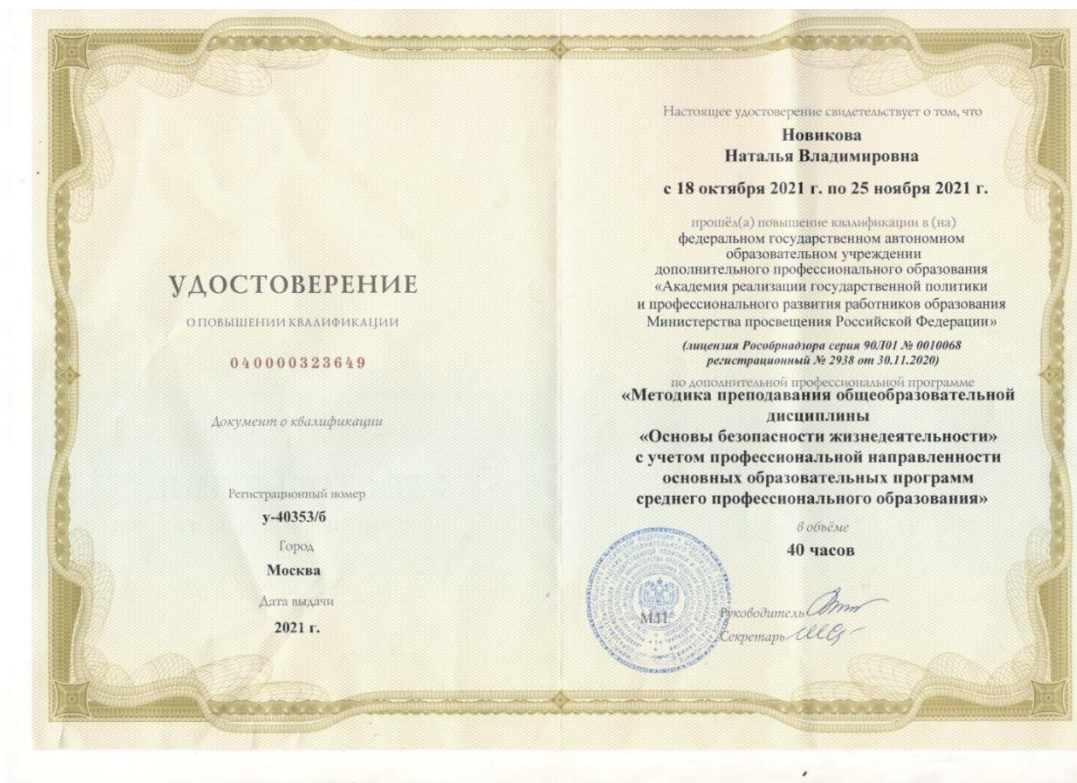 УДОСТОВЕРЕНИЕ
О ПОВЫШЕНИИ КВАЛИФИКАЦИИ
040000323649
Документ о квалификации
Регистрационный номер
у-40353/б
Город
Москва
Дата выдачи
2021 г.
Настоящее удостоверение свидетельствует о том, что
Новикова
Наталья Владимировна
с 18 октября 2021 г. по 25 ноября 2021 г.
прошёл(а) повышение квалификации в (на)
федеральном государственном автономном
образовательном учреждении
дополнительного профессионального образования
«Академия реализации государственной политики
и профессионального развития работников образования
Министерства просвещения Российской Федерации»
(лицензия Рособрнадзора серия 90Л01 № 0010068
регистрационный № 2938 от 30.11.2020)
по дополнительной профессиональной программе
«Методика преподавания общеобразовательной
дисциплины
«Основы безопасности жизнедеятельности»
с учетом профессиональной направленности
основных образовательных программ
среднего профессионального образования»
в объёме
40 часов
М.П.
Руководитель
Секретарь